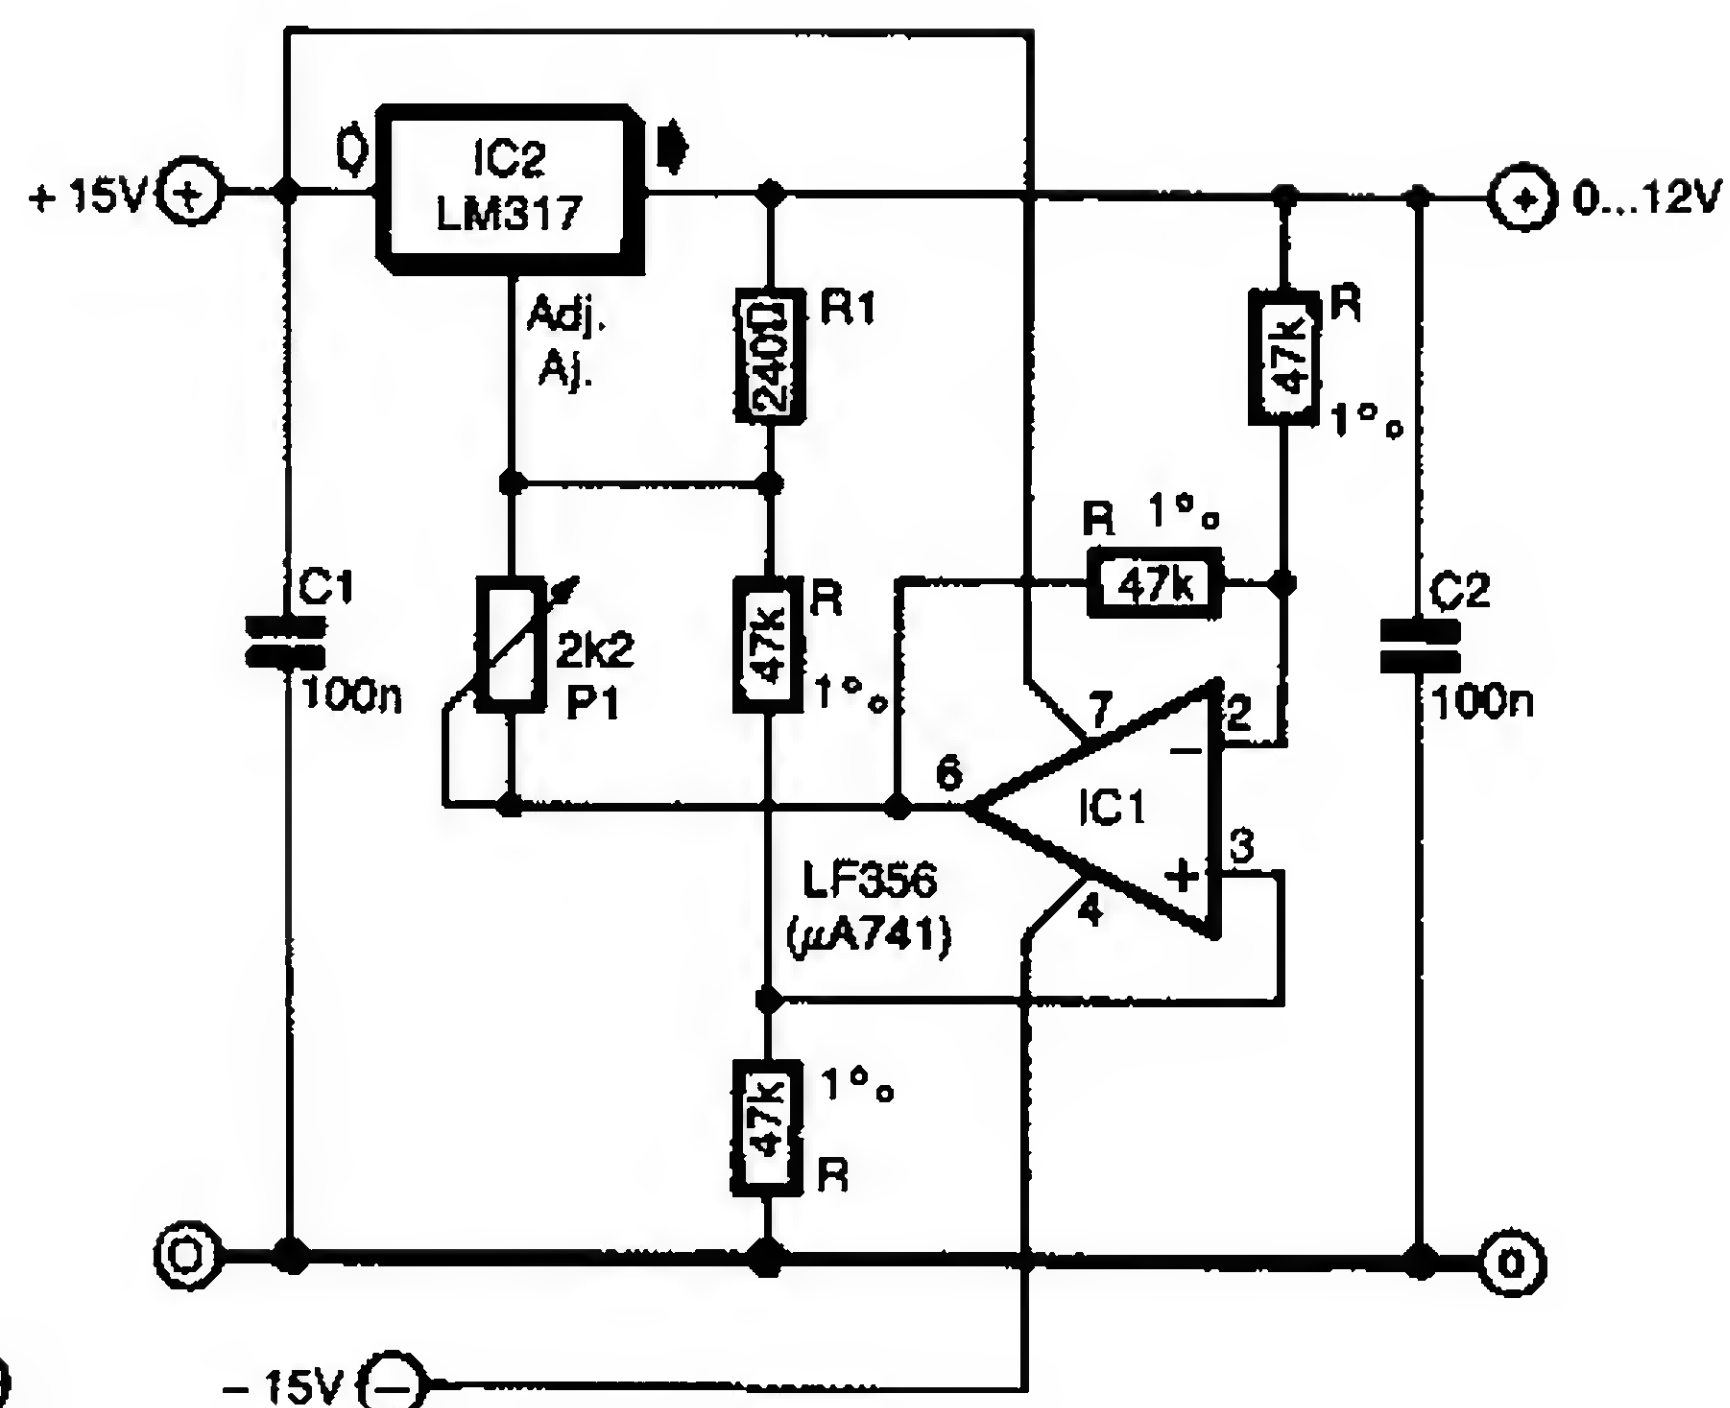 IC2
+ 15V
LM317
+
0...12V
Adj.
Aj.
R1
240Ω
R
47k
1%
R
1%
47k
C1
100n
2k2
P1
R
47k
1%
C2
100n
7
2
−
6
IC1
3
+
4
LF356
(µA741)
1%
47k
R
0
0
− 15V
−